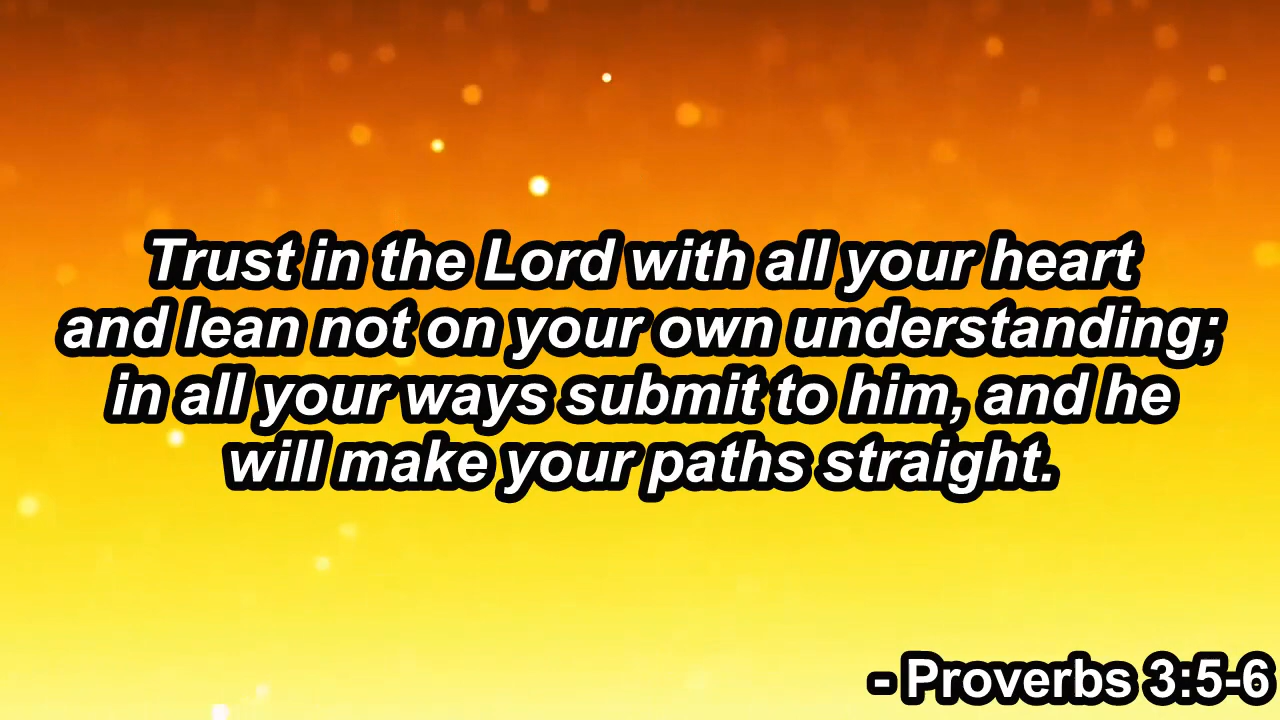 Trust in the Lord with all your heart
and lean not on your own understanding;
in all your ways submit to him, and he
will make your paths straight.
- Proverbs 3:5-6